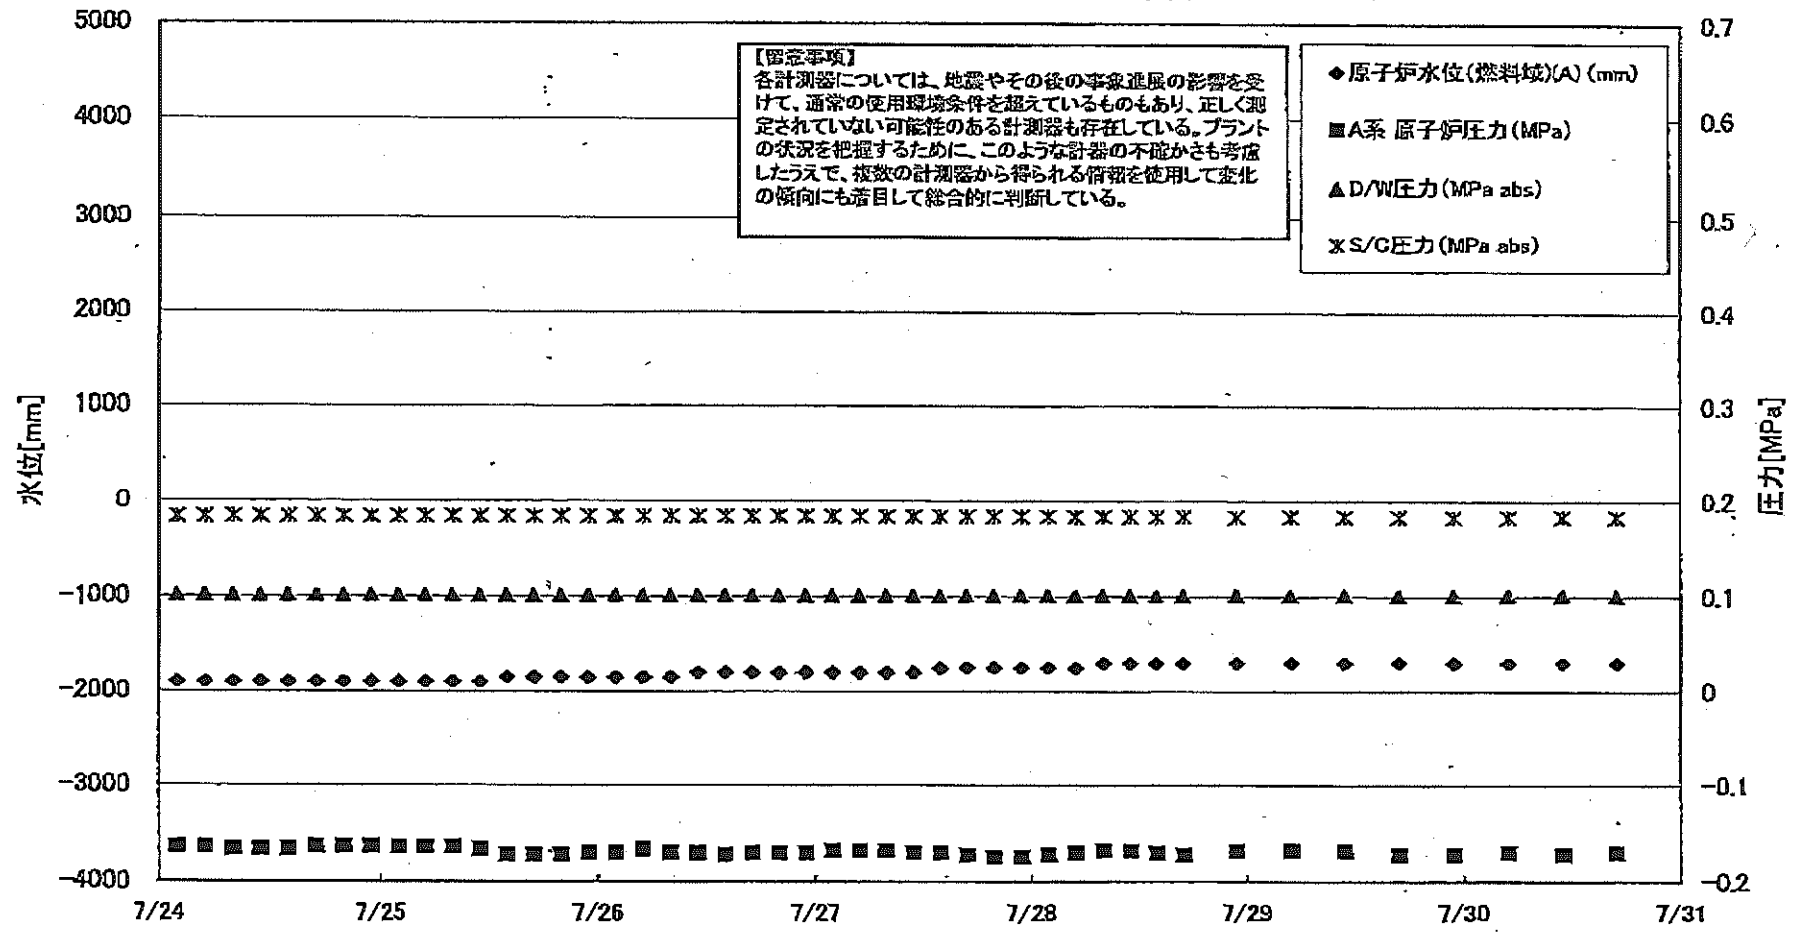 5000
4000
3000
2000
1000
0
-1000
-2000
-3000
-4000
水位[mm]
【留意事項】
各計測器については、地震やその後の事象進展の影響を受
けて、通常の使用環境条件を超えているものもあり、正しく測
定されていない可能性のある計測器も存在している。プラント
の状況を把握するために、このような計器の不確かさも考慮
したうえで、複数の計測器から得られる情報を使用して変化
の傾向にも着目して総合的に判断している。
◆原子炉水位(燃料域)(A)(mm)
■A系 原子炉圧力(MPa)
▲D/W圧力(MPa abs)
S/C圧力(MPa abs)
0.7
0.6
0.5
0.4
0.3
0.2
0.1
0
-0.1
-0.2
圧力[MPa]
7/24 7/25 7/26 7/27 7/28 7/29 7/30 7/31